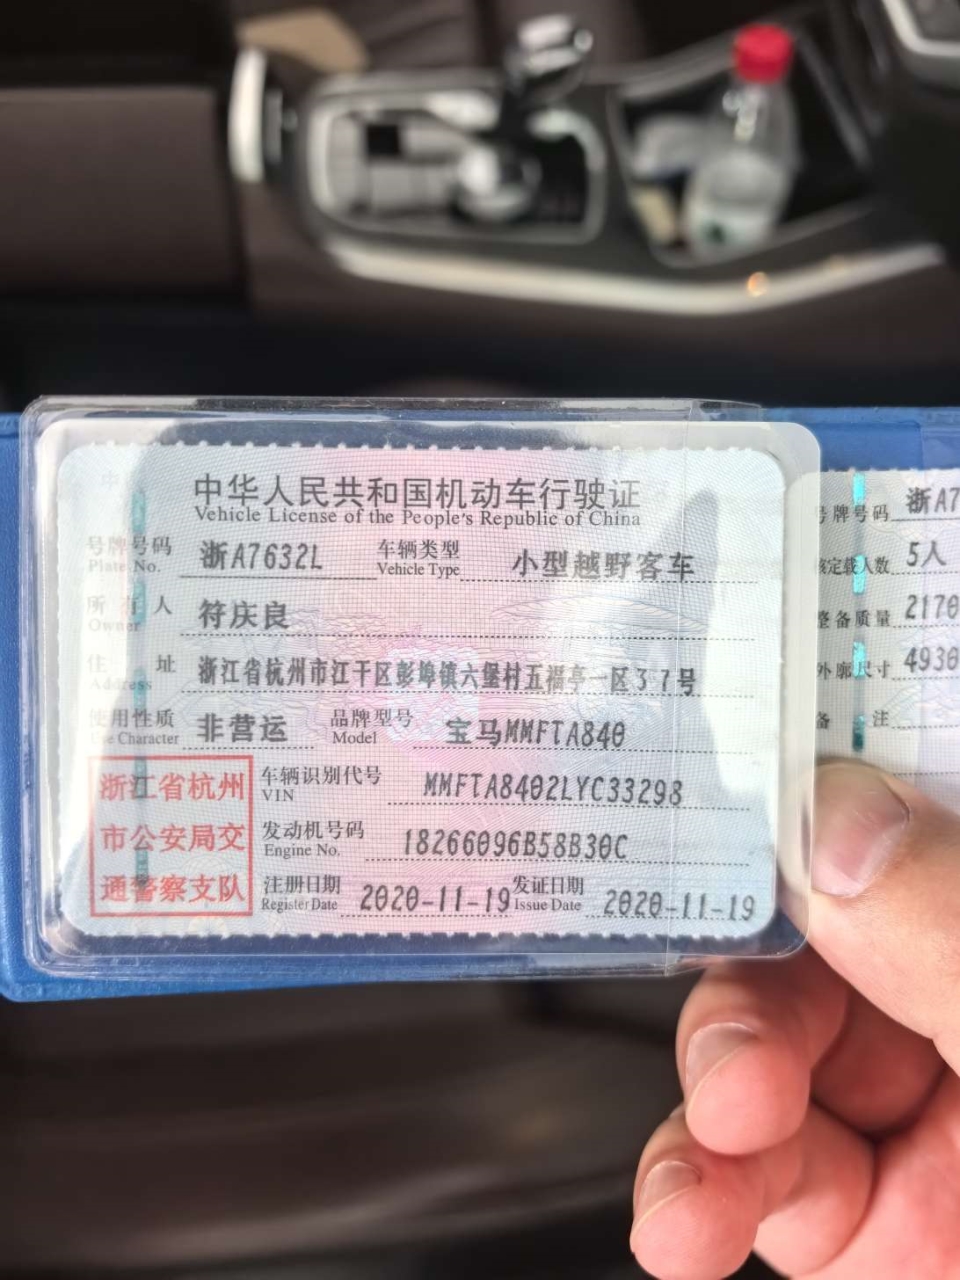 中华人民共和国机动车行驶证
Vehicle License of the People's Republic of China
号牌号码 浙A7632L 车辆类型 小型越野客车
Plate No. Vehicle Type
所有人 符庆良
Owner
住址 浙江省杭州市江干区彭埠镇六堡村五福亭一区37号
Address
使用性质 非营运 品牌型号 宝马MMFTA840
Use Character Model
浙江省杭州
市公安局交
通警察支队
车辆识别代号 MMFTA8402LYC33298
VIN
发动机号码 18266096B58B30C
Engine No.
注册日期 2020-11-19 发证日期 2020-11-19
Register Date Issue Date
号牌号码 浙A7
核定载人数 5人
整备质量 2170
外廓尺寸 4930
备注